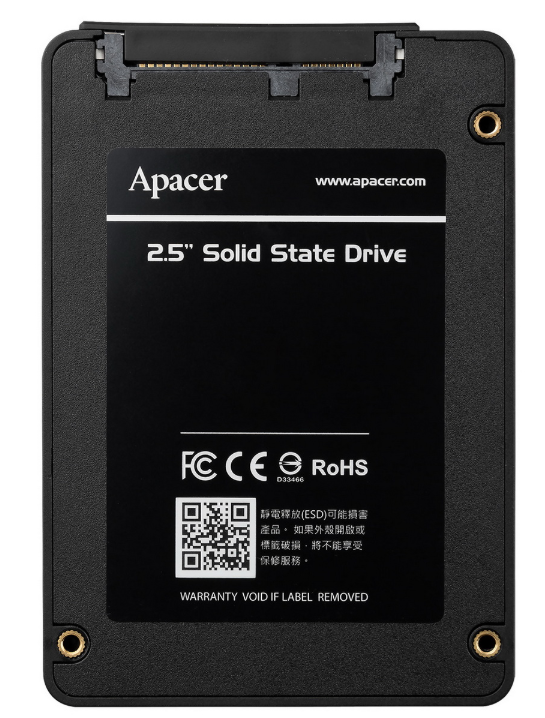 Apacer www.apacer.com
2.5” Solid State Drive
FC CE RoHS
D33466
靜電釋放(ESD)可能損害
產品。如果外殼開啟或
標籤破損，將不能享受
保修服務。
WARRANTY VOID IF LABEL REMOVED